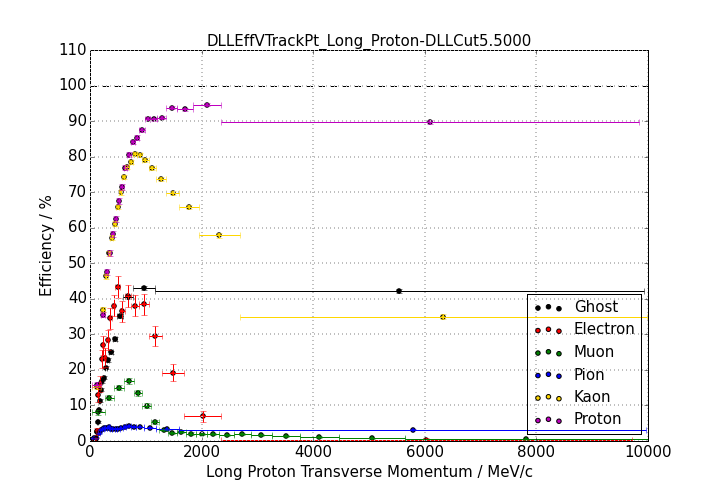 DLLEffVTrackPt_Long_Proton-DLLCut5.5000
110
100
90
80
70
60
50
40
30
20
10
0
Efficiency / %
Ghost
Electron
Muon
Pion
Kaon
Proton
0 2000 4000 6000 8000 10000
Long Proton Transverse Momentum / MeV/c